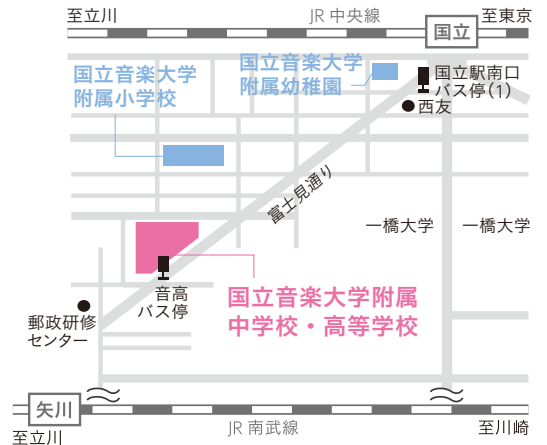 至立川
JR 中央線
至東京
国立
国立音楽大学
附属小学校
国立音楽大学
附属幼稚園
国立駅南口
バス停(1)
西友
富士見通り
一橋大学
一橋大学
音高
バス停
国立音楽大学附属
中学校・高等学校
郵政研修
センター
矢川
至立川
JR 南武線
至川崎